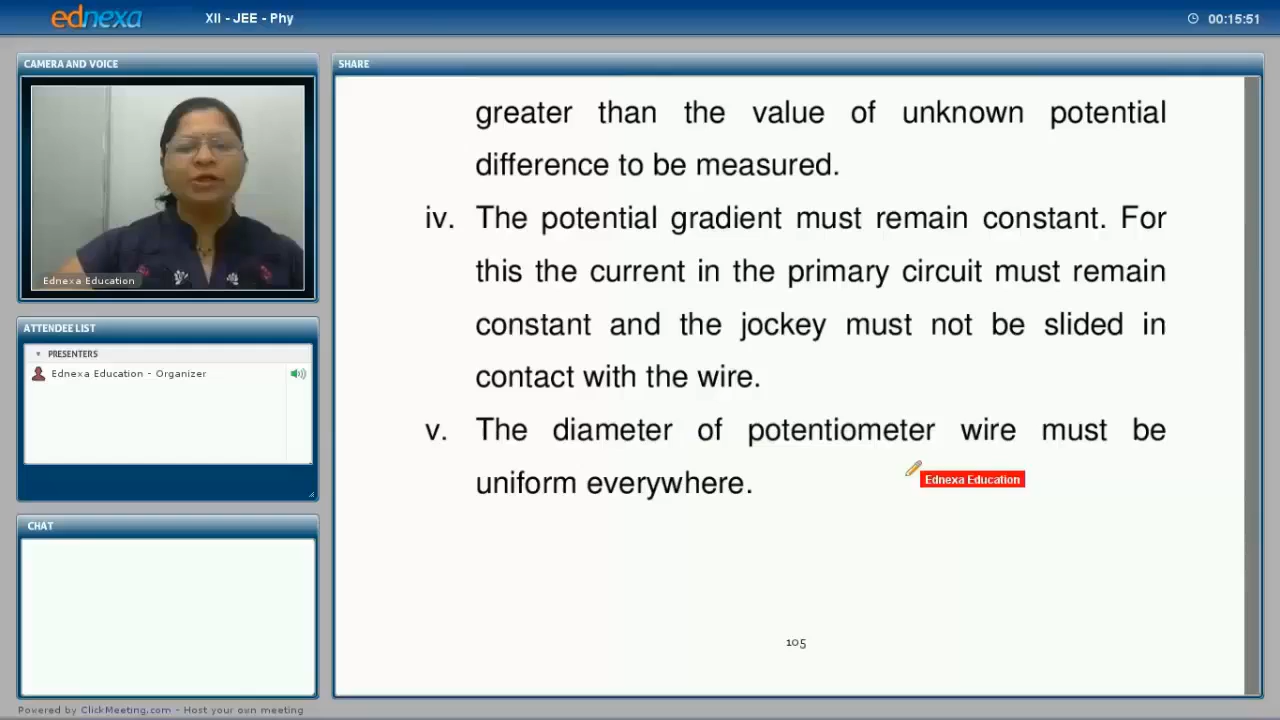 ednexa
XII - JEE - Phy
00:15:51
CAMERA AND VOICE
Ednexa Education
ATTENDEE LIST
PRESENTERS
Ednexa Education - Organizer
CHAT
SHARE
greater than the value of unknown potential
difference to be measured.
iv. The potential gradient must remain constant. For
this the current in the primary circuit must remain
constant and the jockey must not be slided in
contact with the wire.
v. The diameter of potentiometer wire must be
uniform everywhere.
Ednexa Education
105
Powered by ClickMeeting.com - Host your own meeting